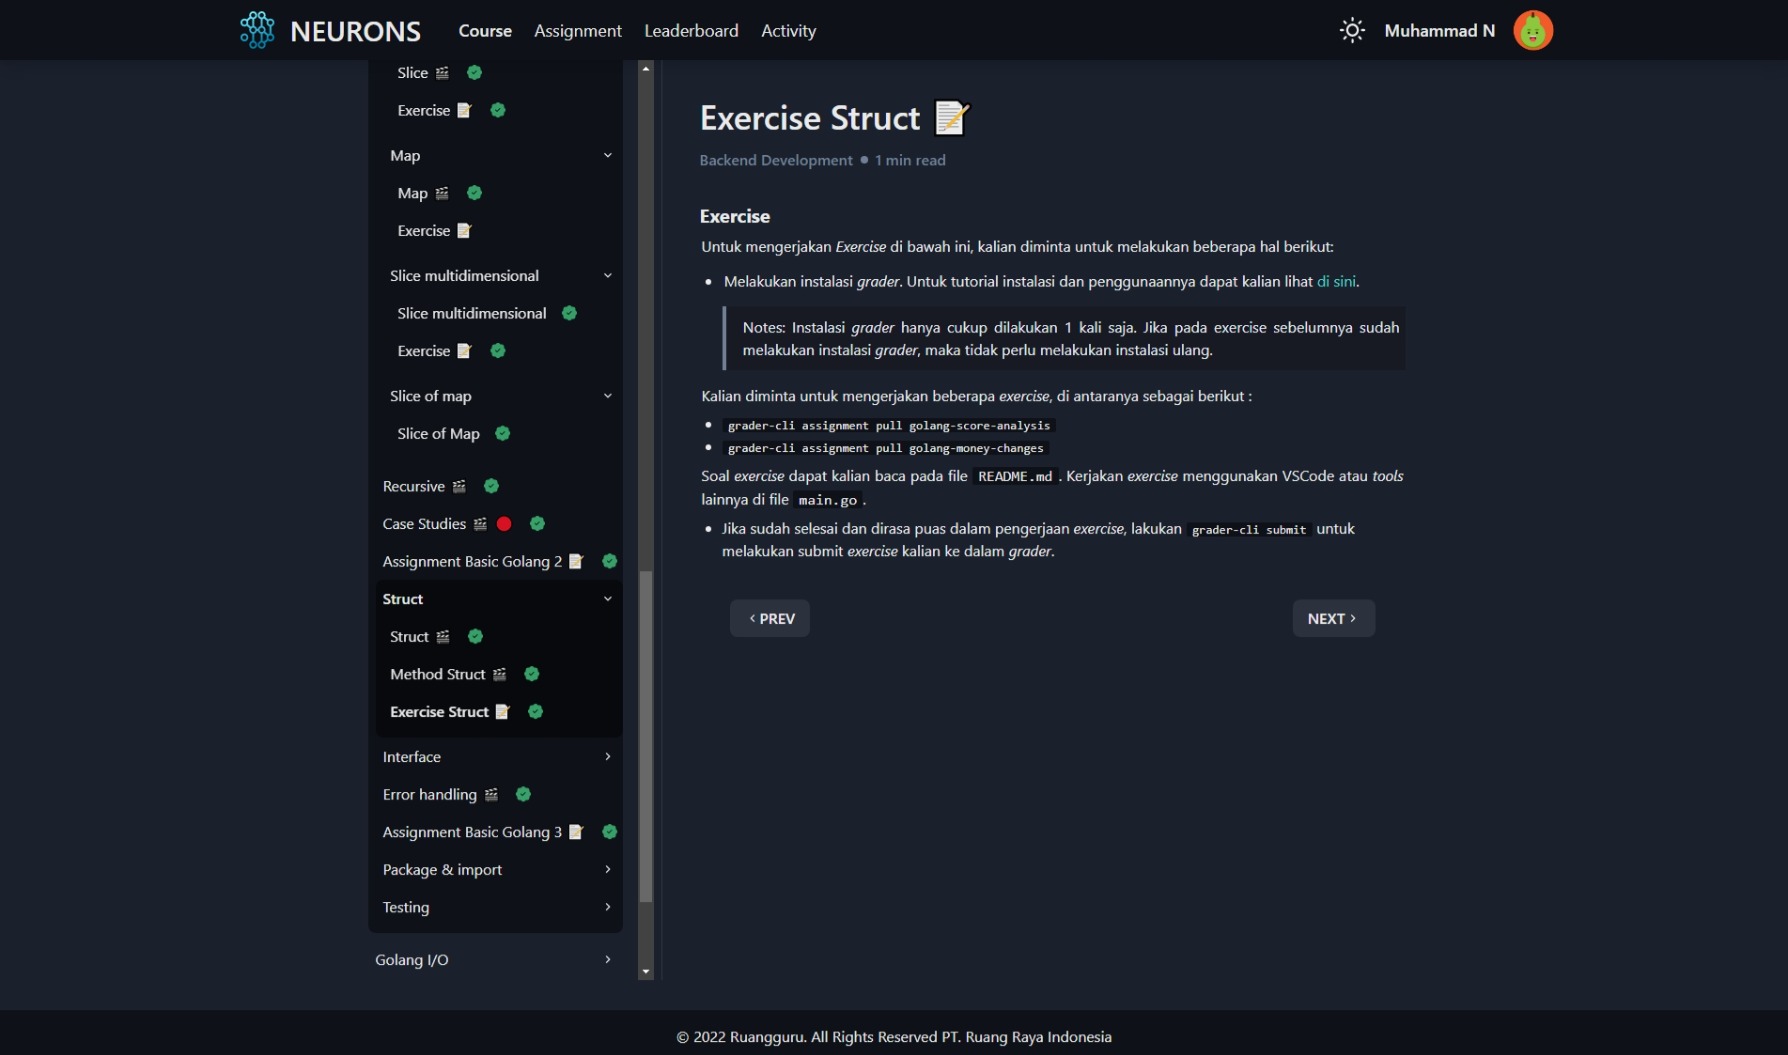 NEURONS
Course
Assignment
Leaderboard
Activity
Muhammad N
Slice
Exercise
Map
Map
Exercise
Slice multidimensional
Slice multidimensional
Exercise
Slice of map
Slice of Map
Recursive
Case Studies
Assignment Basic Golang 2
Struct
Struct
Method Struct
Exercise Struct
Interface
Error handling
Assignment Basic Golang 3
Package & import
Testing
Golang I/O
Exercise Struct
Backend Development • 1 min read
Exercise
Untuk mengerjakan Exercise di bawah ini, kalian diminta untuk melakukan beberapa hal berikut:
• Melakukan instalasi grader. Untuk tutorial instalasi dan penggunaannya dapat kalian lihat di sini.
Notes: Instalasi grader hanya cukup dilakukan 1 kali saja. Jika pada exercise sebelumnya sudah
melakukan instalasi grader, maka tidak perlu melakukan instalasi ulang.
Kalian diminta untuk mengerjakan beberapa exercise, di antaranya sebagai berikut :
• grader-cli assignment pull golang-score-analysis
• grader-cli assignment pull golang-money-changes
Soal exercise dapat kalian baca pada file README.md . Kerjakan exercise menggunakan VSCode atau tools
lainnya di file main.go .
• Jika sudah selesai dan dirasa puas dalam pengerjaan exercise, lakukan grader-cli submit untuk
melakukan submit exercise kalian ke dalam grader.
‹ PREV
NEXT ›
© 2022 Ruangguru. All Rights Reserved PT. Ruang Raya Indonesia